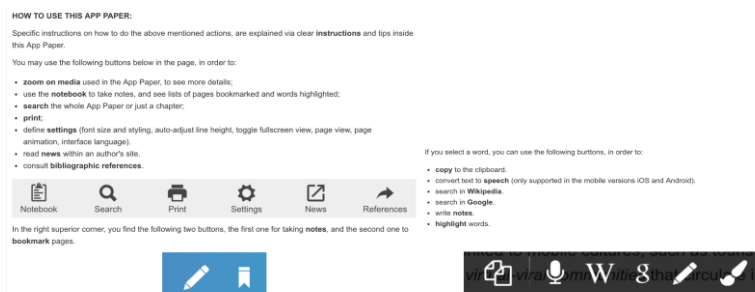 HOW TO USE THIS APP PAPER:
Specific instructions on how to do the above mentioned actions, are explained via clear instructions and tips inside
this App Paper.
You may use the following buttons below in the page, in order to:
• zoom on media used in the App Paper, to see more details;
• use the notebook to take notes, and see lists of pages bookmarked and words highlighted;
• search the whole App Paper or just a chapter;
• print;
• define settings (font size and styling, auto-adjust line height, toggle fullscreen view, page view, page
animation, interface language).
• read news within an author's site.
• consult bibliographic references.
Notebook Search Print Settings News References
In the right superior corner, you find the following two buttons, the first one for taking notes, and the second one to
bookmark pages.
If you select a word, you can use the following burttons, in order to:
• copy to the clipboard.
• convert text to speech (only supported in the mobile versions iOS and Android).
• search in Wikipedia.
• search in Google.
• write notes.
• highlight words.
to mobile cultures, such as
W g
that